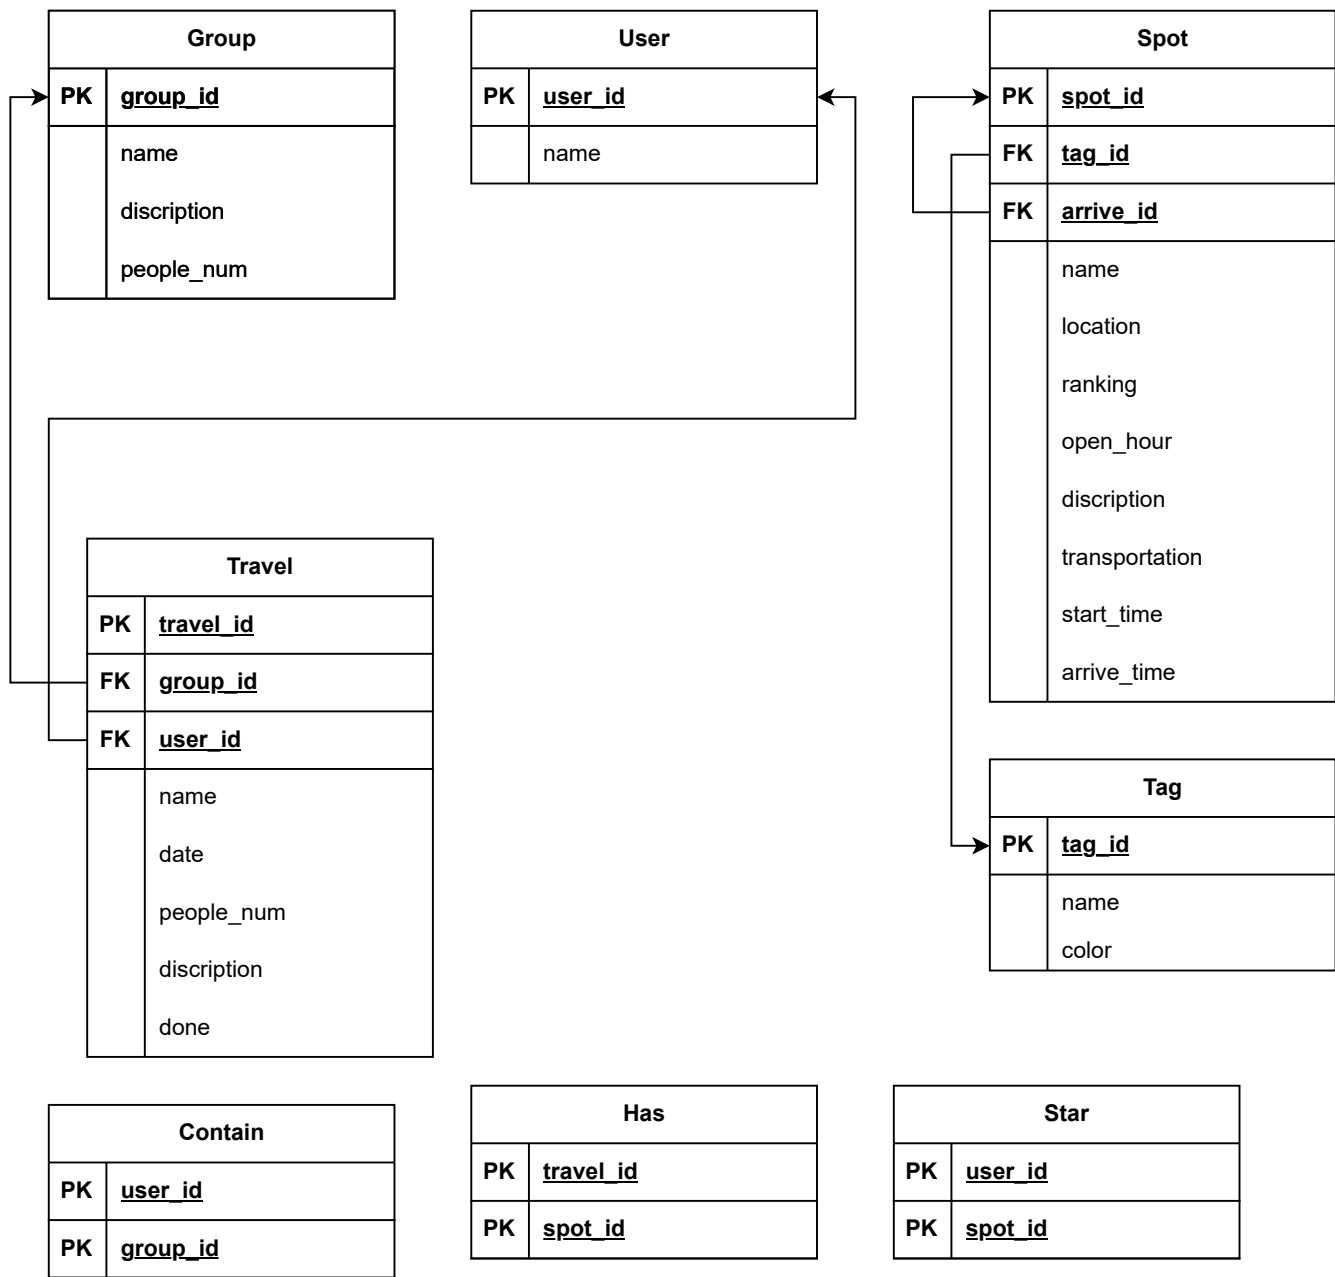 Group
PK group_id
name
discription
people_num
User
PK user_id
name
Spot
PK spot_id
FK tag_id
FK arrive_id
name
location
ranking
open_hour
discription
transportation
start_time
arrive_time
Travel
PK travel_id
FK group_id
FK user_id
name
date
people_num
discription
done
Tag
PK tag_id
name
color
Contain
PK user_id
PK group_id
Has
PK travel_id
PK spot_id
Star
PK user_id
PK spot_id